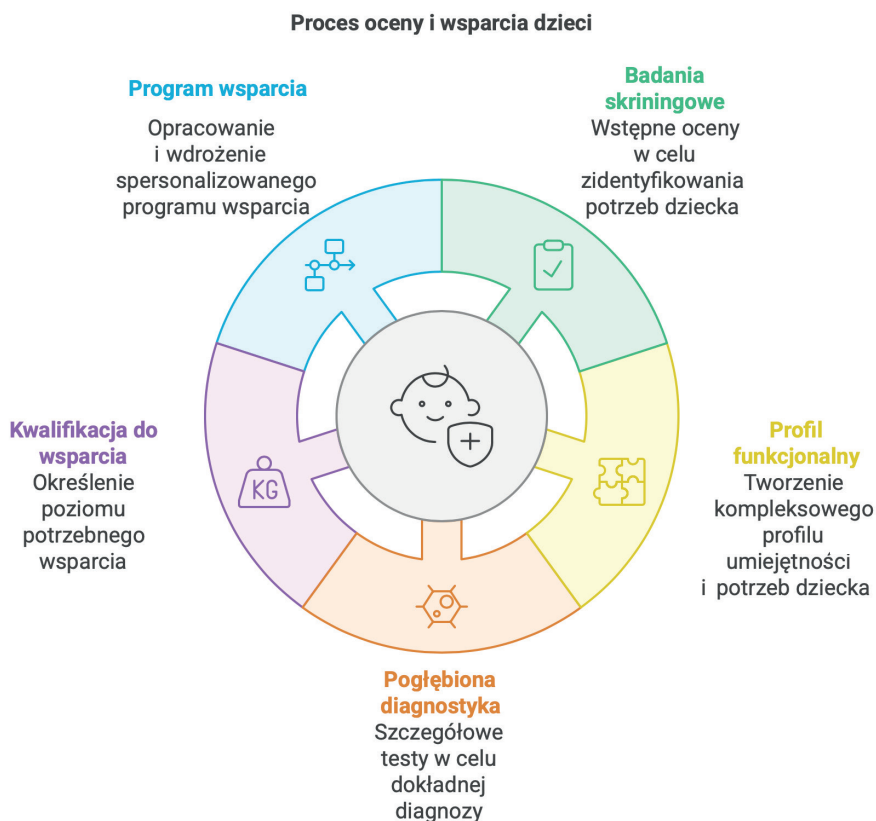 Proces oceny i wsparcia dzieci
Program wsparcia
Opracowanie
i wdrożenie
spersonalizowanego
programu wsparcia
Badania
skriningowe
Wstępne oceny
w celu
zidentyfikowania
potrzeb dziecka
Kwalifikacja do
wsparcia
Określenie
poziomu
potrzebnego
wsparcia
KG
Profil
funkcjonalny
Tworzenie
kompleksowego
profilu
umiejętności
i potrzeb dziecka
Pogłębiona
diagnostyka
Szczegółowe
testy w celu
dokładnej
diagnozy